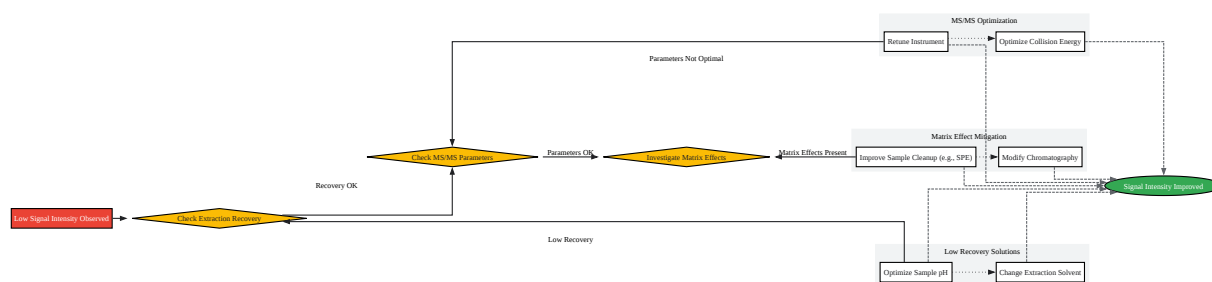 MS/MS Optimization
Retune Instrument
Optimize Collision Energy
Parameters Not Optimal
Matrix Effect Mitigation
Check MS/MS Parameters
Parameters OK
Investigate Matrix Effects
Matrix Effects Present
Improve Sample Cleanup (e.g., SPE)
Modify Chromatography
Recovery OK
Signal Intensity Improved
Low Signal Intensity Observed
Check Extraction Recovery
Low Recovery
Low Recovery Solutions
Optimize Sample pH
Change Extraction Solvent